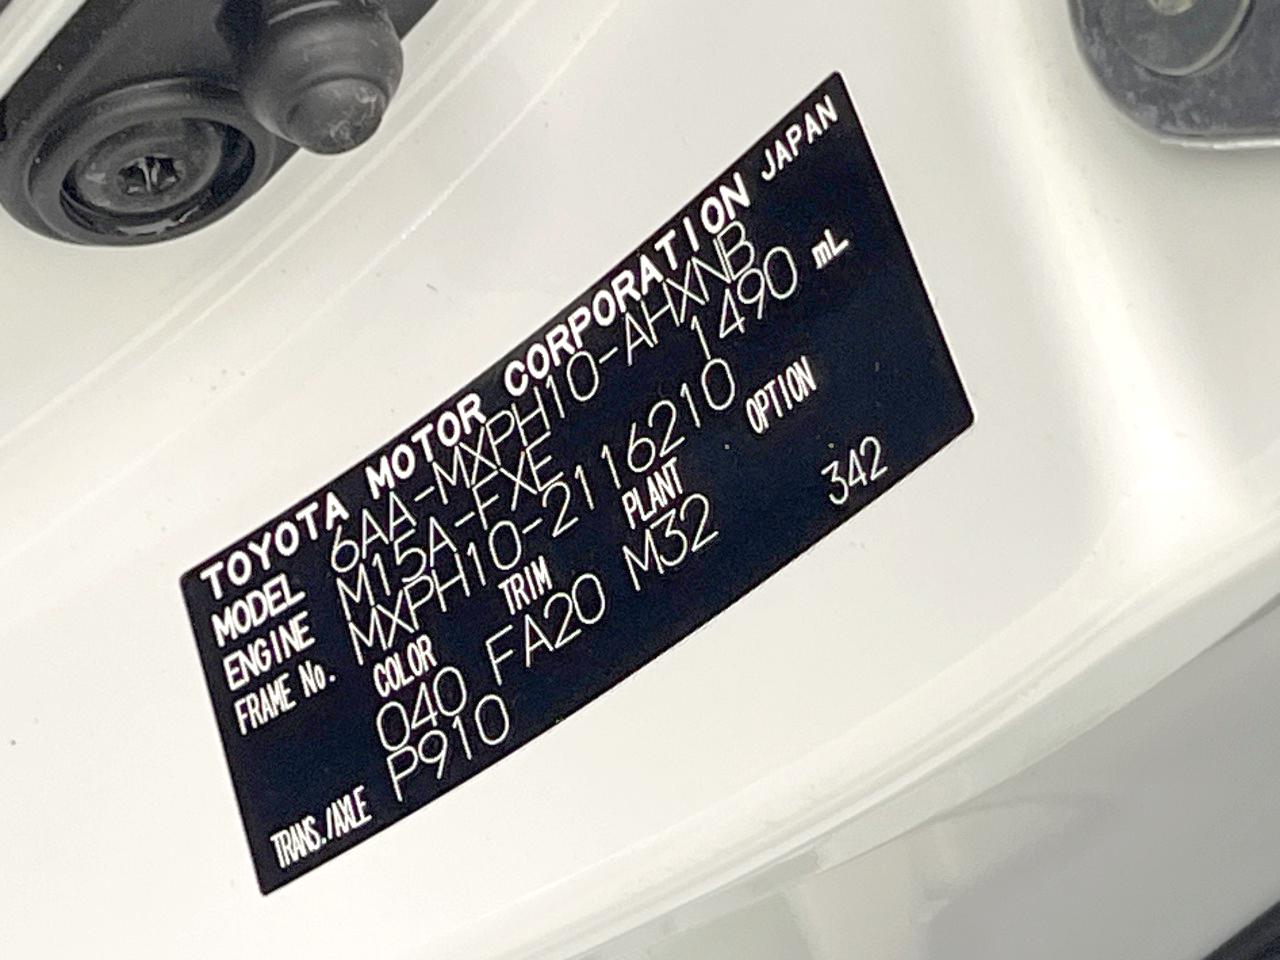 TOYOTA MOTOR CORPORATION JAPAN
MODEL 6AA-MXPH10-AHXNB
ENGINE M15A-FXE 1490 mL
FRAME No. MXPH10-2116210
COLOR TRIM PLANT OPTION
040 FA20 M32 342
TRANS./AXLE P910